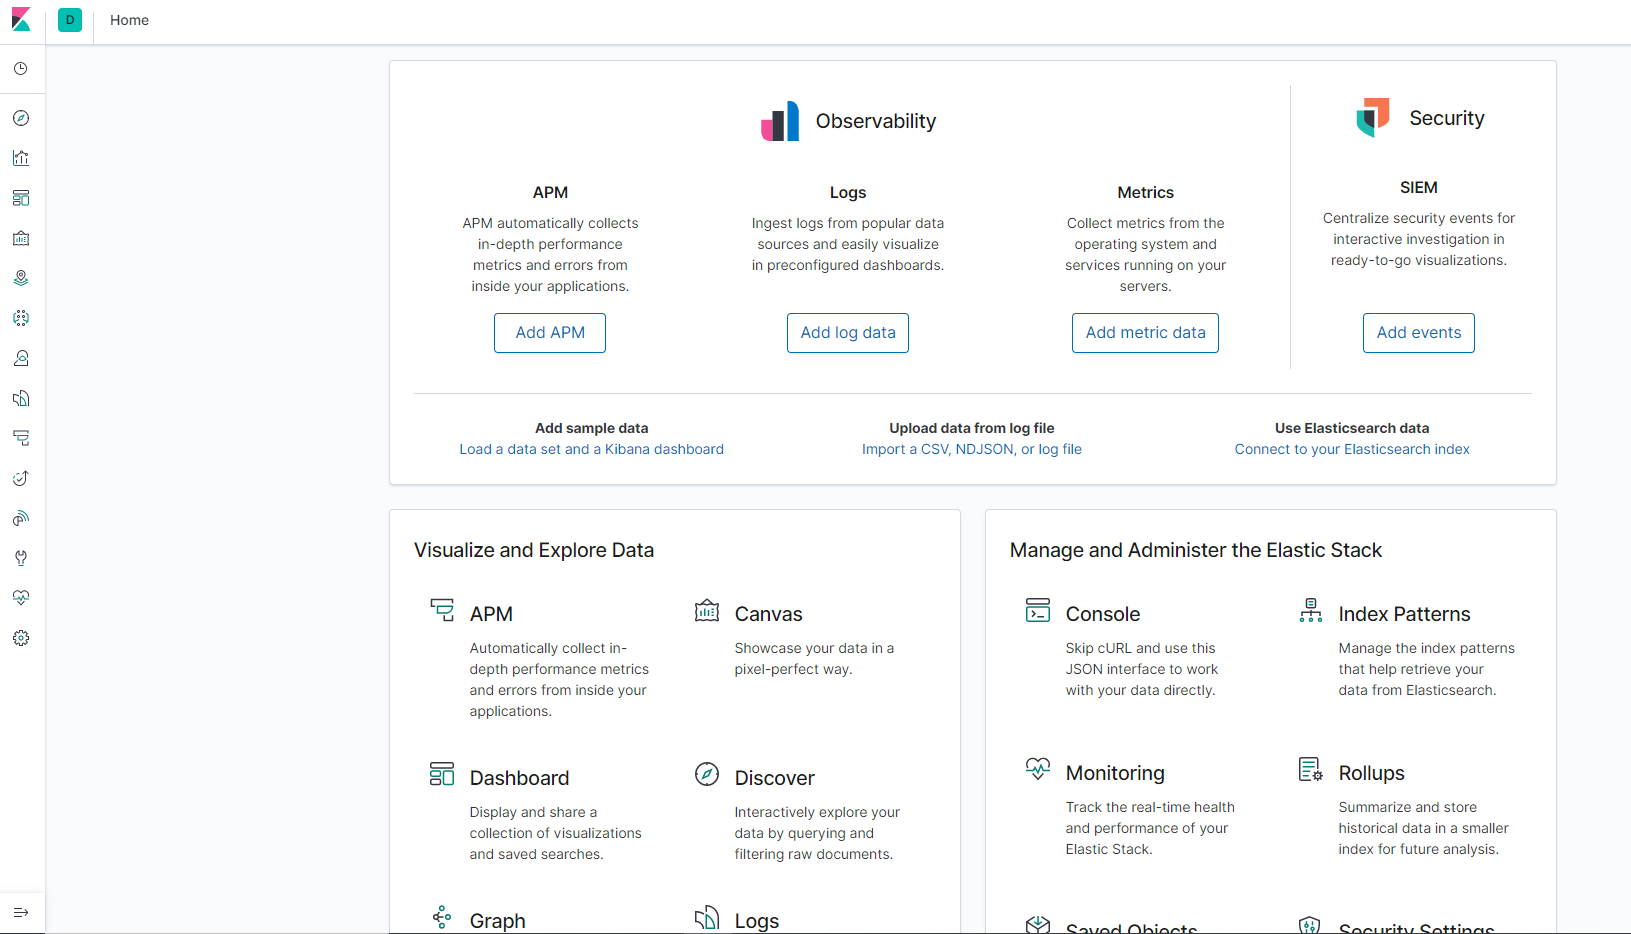 D Home
Observability
APM
APM automatically collects
in-depth performance
metrics and errors from
inside your applications.
Add APM
Logs
Ingest logs from popular data
sources and easily visualize
in preconfigured dashboards.
Add log data
Metrics
Collect metrics from the
operating system and
services running on your
servers.
Add metric data
Security
SIEM
Centralize security events for
interactive investigation in
ready-to-go visualizations.
Add events
Add sample data
Load a data set and a Kibana dashboard
Upload data from log file
Import a CSV, NDJSON, or log file
Use Elasticsearch data
Connect to your Elasticsearch index
Visualize and Explore Data
APM
Automatically collect in-
depth performance metrics
and errors from inside your
applications.
Canvas
Showcase your data in a
pixel-perfect way.
Dashboard
Display and share a
collection of visualizations
and saved searches.
Discover
Interactively explore your
data by querying and
filtering raw documents.
Graph
Logs
Manage and Administer the Elastic Stack
Console
Skip cURL and use this
JSON interface to work
with your data directly.
Index Patterns
Manage the index patterns
that help retrieve your
data from Elasticsearch.
Monitoring
Track the real-time health
and performance of your
Elastic Stack.
Rollups
Summarize and store
historical data in a smaller
index for future analysis.
Saved Objects
Security Settings